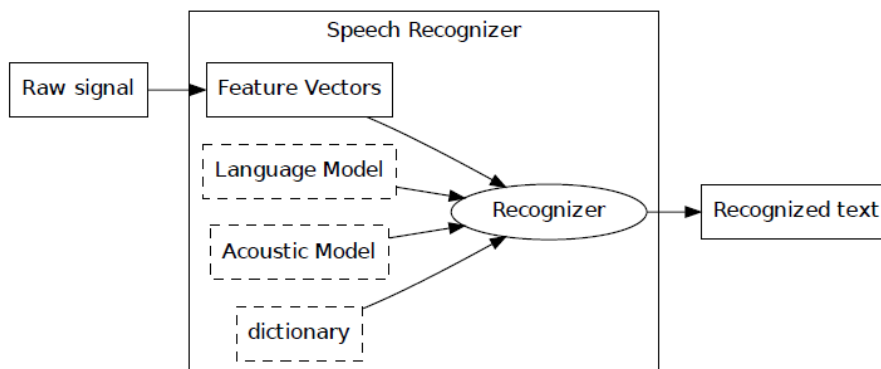 Speech Recognizer
Raw signal
Feature Vectors
Language Model
Recognizer
Recognized text
Acoustic Model
dictionary